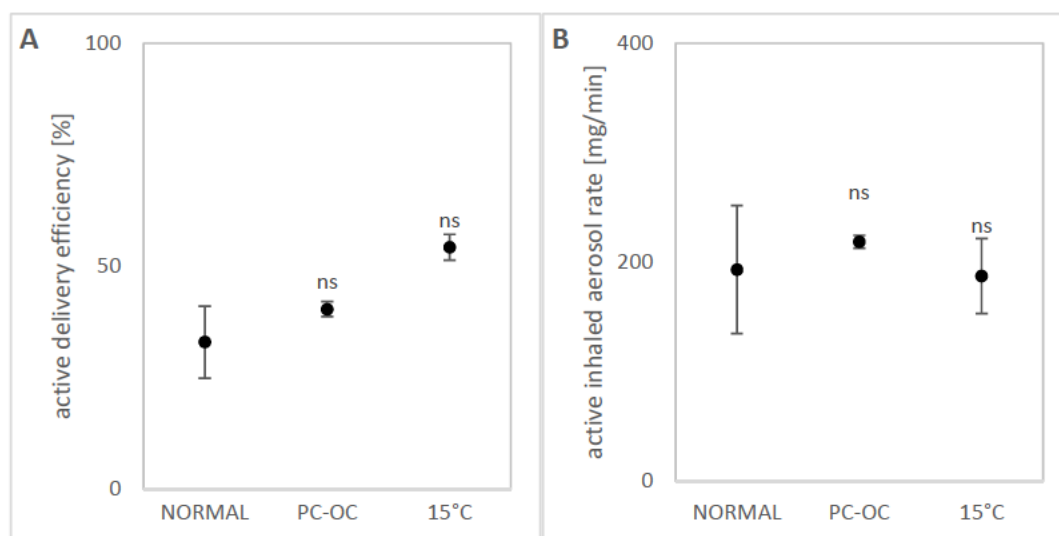 A
active delivery efficiency [%]
100
50
0
ns
ns
NORMAL PC-OC 15°C
B
active inhaled aerosol rate [mg/min]
400
200
0
ns
ns
NORMAL PC-OC 15°C